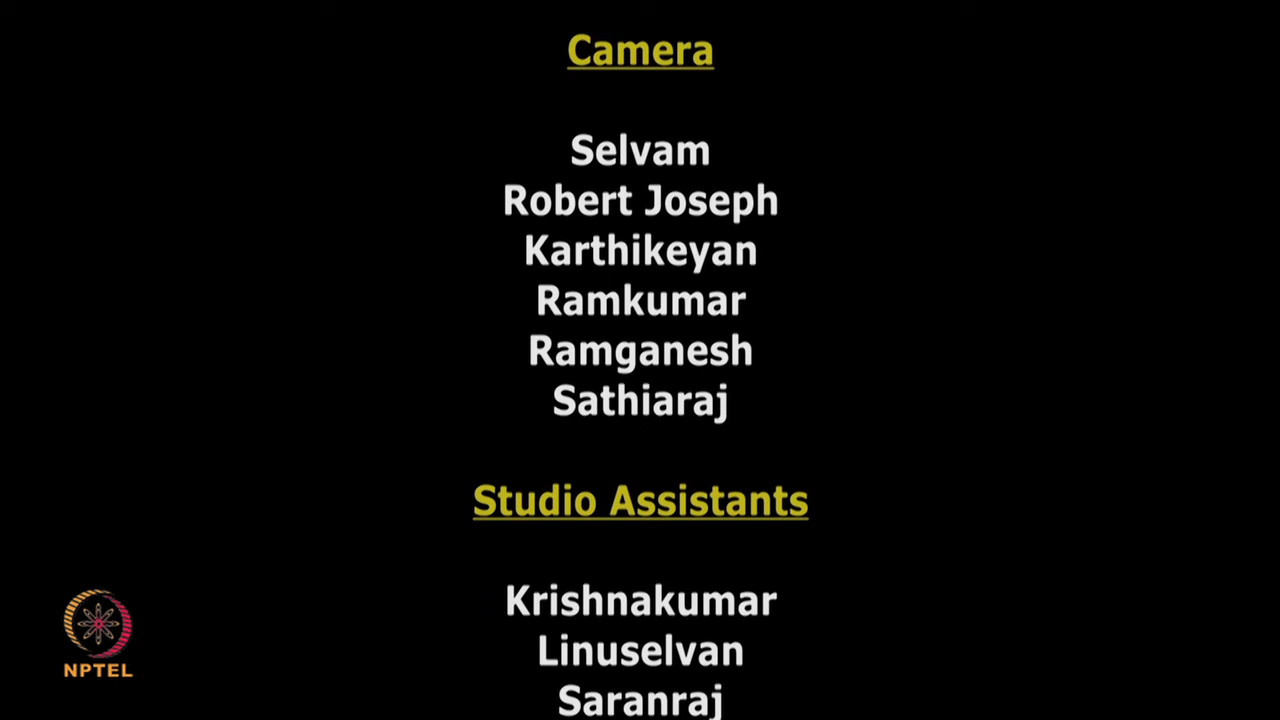 Camera
Selvam
Robert Joseph
Karthikeyan
Ramkumar
Ramganesh
Sathiaraj
Studio Assistants
Krishnakumar
Linuselvan
Saranraj
NPTEL